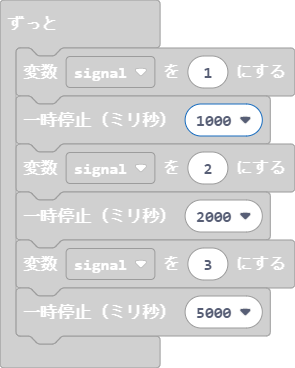 ずっと
変数 signal を 1 にする
一時停止（ミリ秒） 1000
変数 signal を 2 にする
一時停止（ミリ秒） 2000
変数 signal を 3 にする
一時停止（ミリ秒） 5000